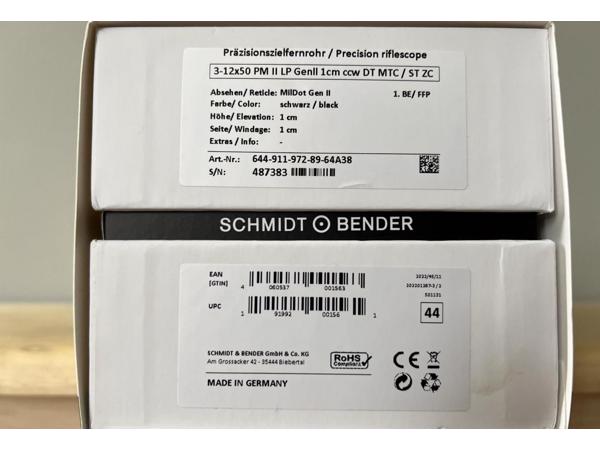 Präzisionszielfernrohr / Precision riflescope
3-12x50 PM II LP GenII 1cm ccw DT MTC / ST ZC
Absehen/ Reticle: MilDot Gen II 1. BE/ FFP
Farbe/ Color: schwarz / black
Höhe/ Elevation: 1 cm
Seite/ Windage: 1 cm
Extras / Info: -
Art.-Nr.: 644-911-972-89-64A38
S/N: 487383
SCHMIDT BENDER
EAN
[GTIN]
4 060537 001563
UPC
1 91992 00156 1
44
SCHMIDT & BENDER GmbH & Co. KG
Am Grossacker 42 - 35444 Biebertal
RoHS
Compliant
CE
MADE IN GERMANY